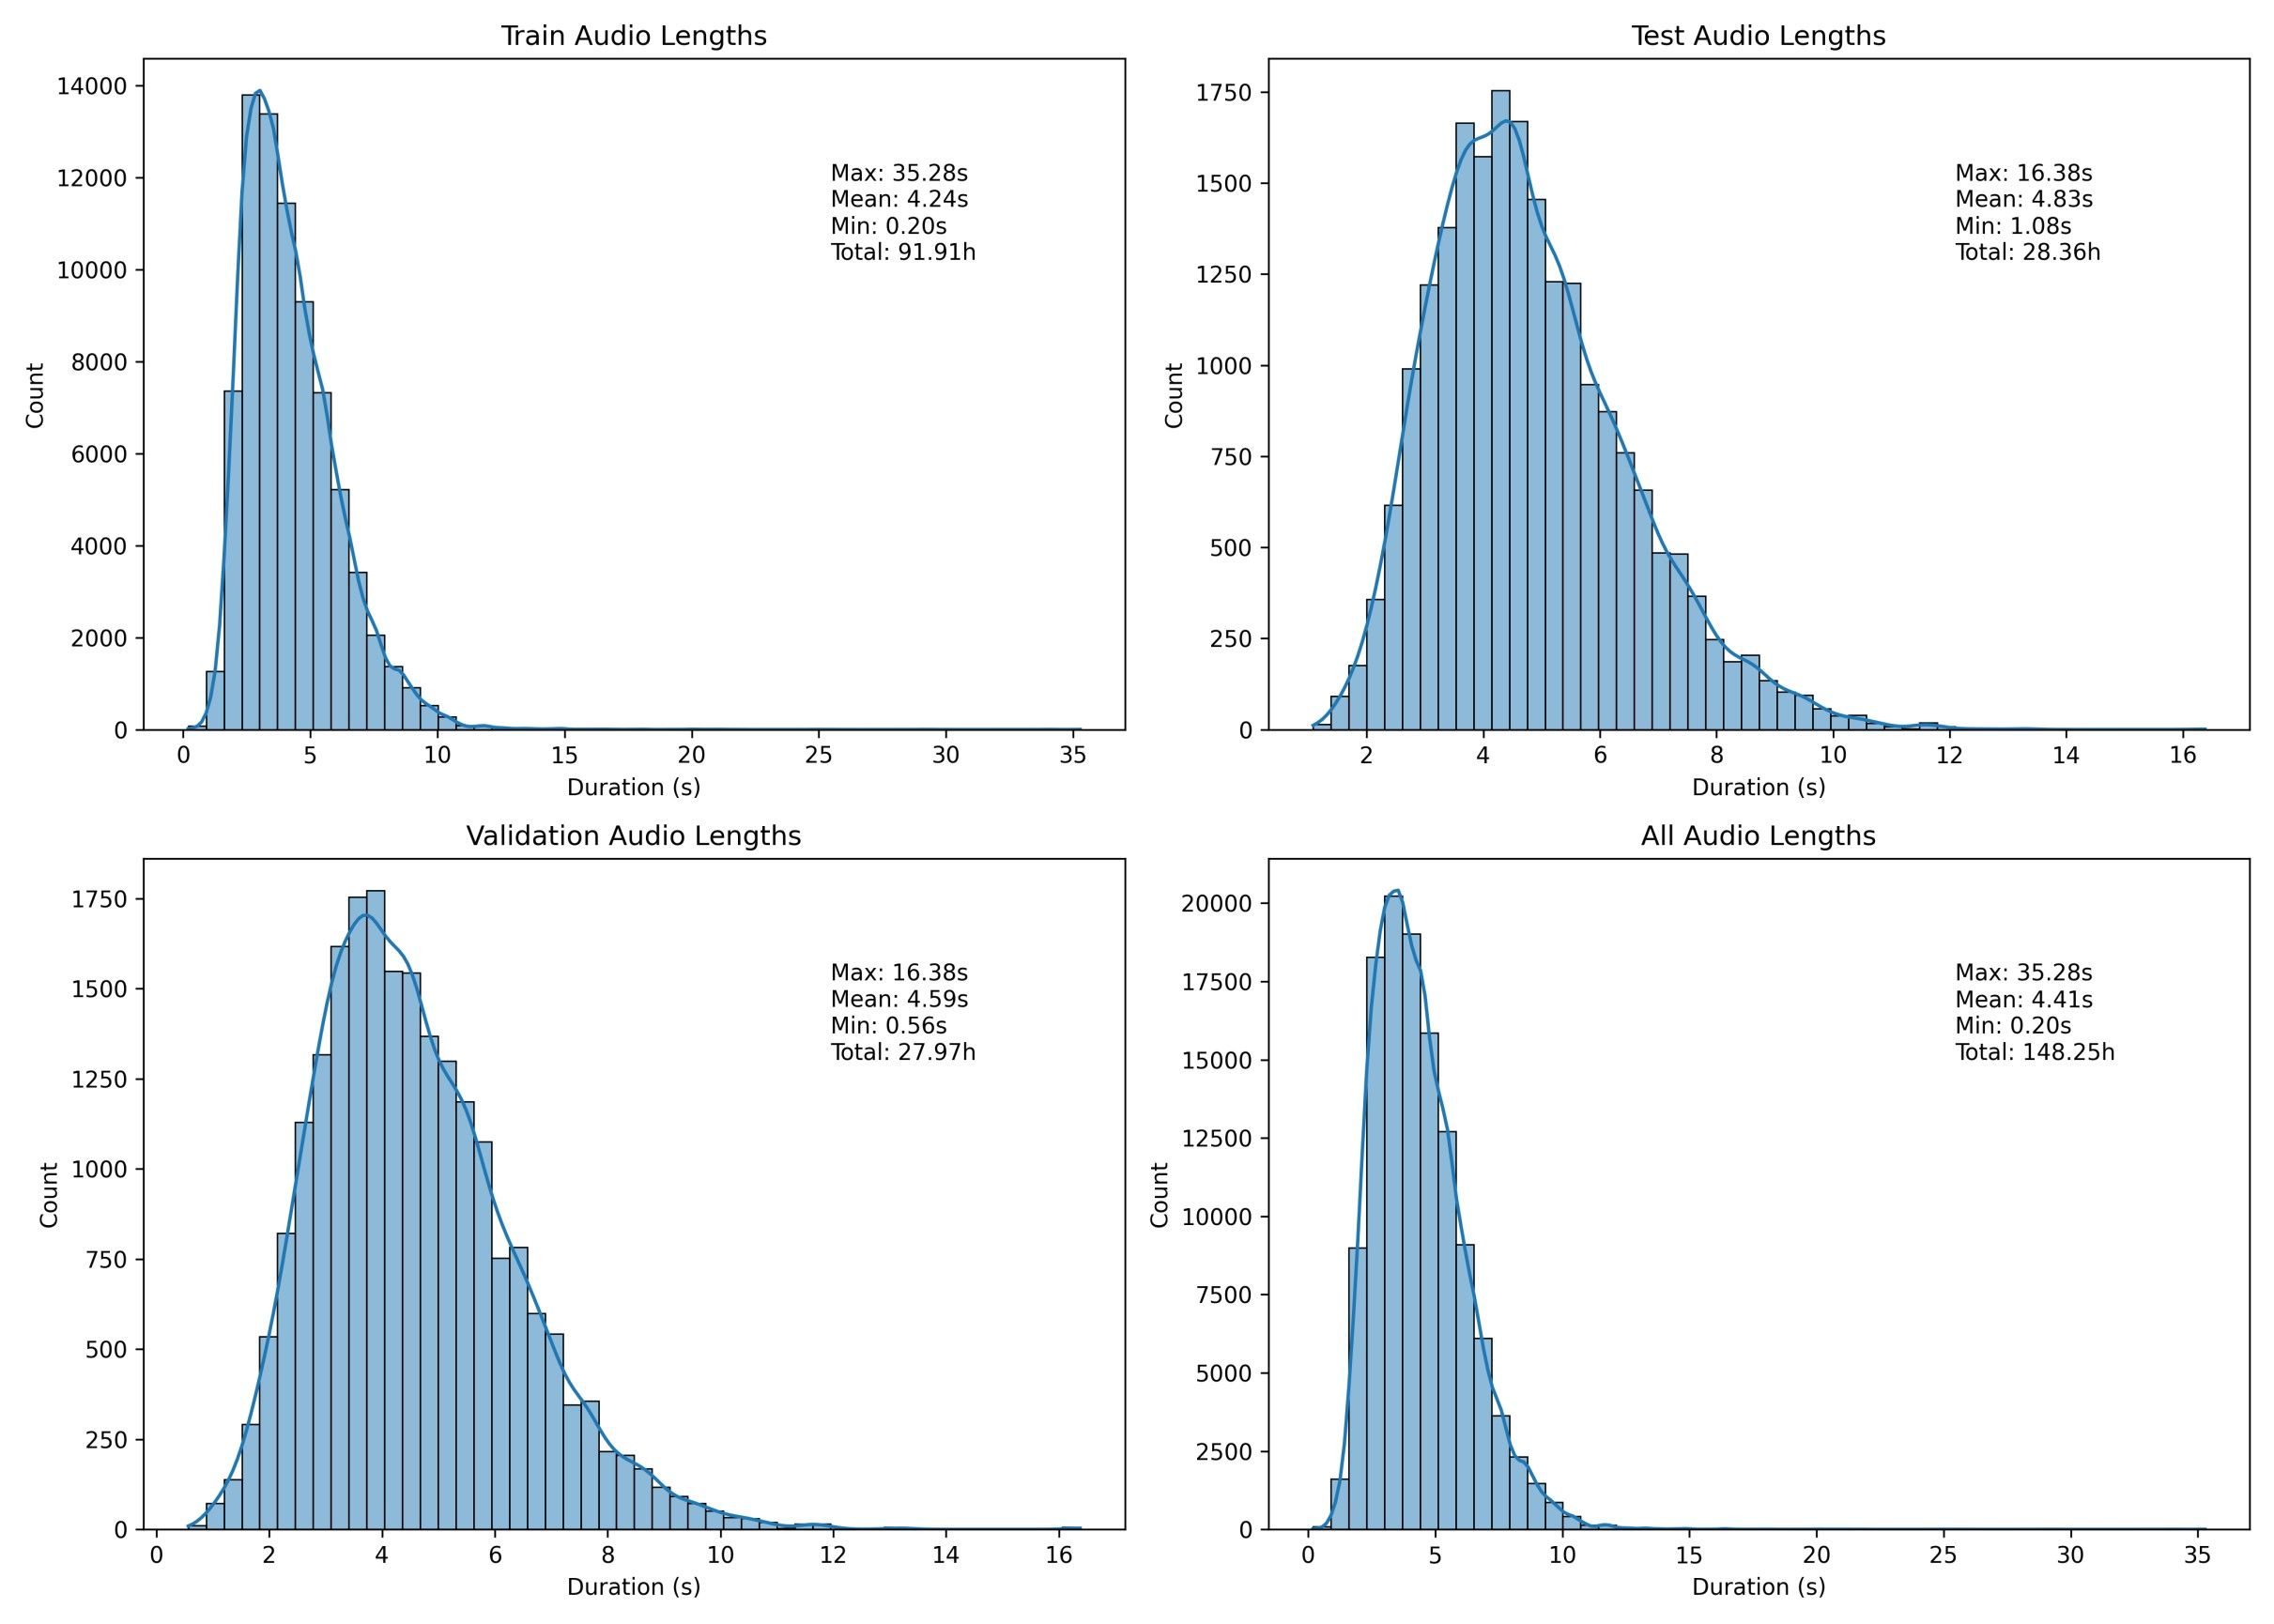 Train Audio Lengths
14000
12000
10000
8000
6000
4000
2000
0
Count
Max: 35.28s
Mean: 4.24s
Min: 0.20s
Total: 91.91h
0 5 10 15 20 25 30 35
Duration (s)
Test Audio Lengths
1750
1500
1250
1000
750
500
250
0
Count
Max: 16.38s
Mean: 4.83s
Min: 1.08s
Total: 28.36h
2 4 6 8 10 12 14 16
Duration (s)
Validation Audio Lengths
1750
1500
1250
1000
750
500
250
0
Count
Max: 16.38s
Mean: 4.59s
Min: 0.56s
Total: 27.97h
0 2 4 6 8 10 12 14 16
Duration (s)
All Audio Lengths
20000
17500
15000
12500
10000
7500
5000
2500
0
Count
Max: 35.28s
Mean: 4.41s
Min: 0.20s
Total: 148.25h
0 5 10 15 20 25 30 35
Duration (s)